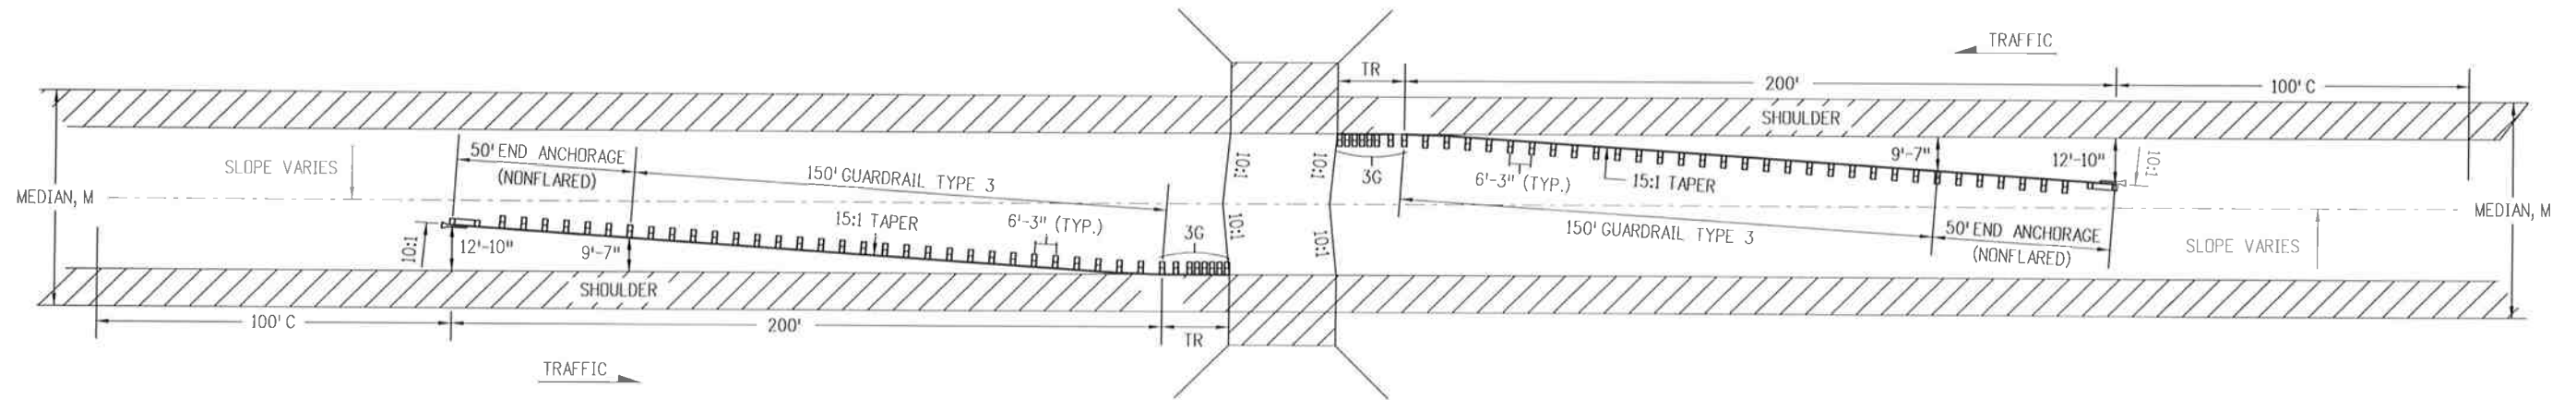 TRAFFIC
TR
200'
100' C
SHOULDER
50' END ANCHORAGE
(NONFLARED)
SLOPE VARIES
150' GUARDRAIL TYPE 3
10:1
10:1
3G
6'-3" (TYP.)
15:1 TAPER
9'-7"
12'-10"
10:1
MEDIAN, M
MEDIAN, M
10:1
12'-10"
9'-7"
15:1 TAPER
6'-3" (TYP.)
3G
10:1
10:1
150' GUARDRAIL TYPE 3
50' END ANCHORAGE
(NONFLARED)
SLOPE VARIES
SHOULDER
100' C
200'
TR
TRAFFIC